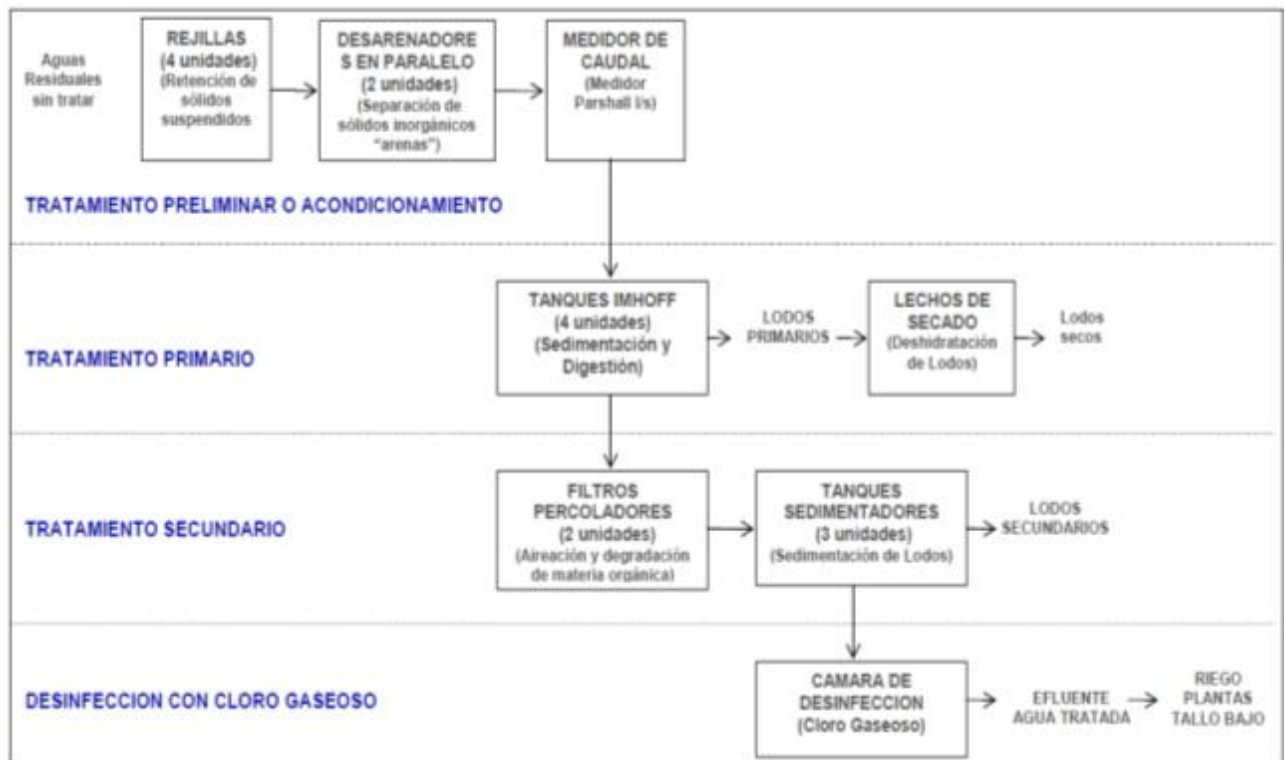 Aguas
Residuales
sin tratar
REJILLAS
(4 unidades)
(Retención de
sólidos
suspendidos
DESARENADORE
S EN PARALELO
(2 unidades)
(Separación de
sólidos inorgánicos
“arenas”)
MEDIDOR DE
CAUDAL
(Medidor
Parshall l/s)
TRATAMIENTO PRELIMINAR O ACONDICIONAMIENTO
TRATAMIENTO PRIMARIO
TANQUES IMHOFF
(4 unidades)
(Sedimentación y
Digestión)
LODOS
PRIMARIOS
LECHOS DE
SECADO
(Deshidratación
de Lodos)
Lodos
secos
TRATAMIENTO SECUNDARIO
FILTROS
PERCOLADORES
(2 unidades)
(Aireación y degradación
de materia orgánica)
TANQUES
SEDIMENTADORES
(3 unidades)
(Sedimentación de Lodos)
LODOS
SECUNDARIOS
DESINFECCION CON CLORO GASEOSO
CAMARA DE
DESINFECCION
(Cloro Gaseoso)
EFLUENTE
AGUA TRATADA
RIEGO
PLANTAS
TALLO BAJO